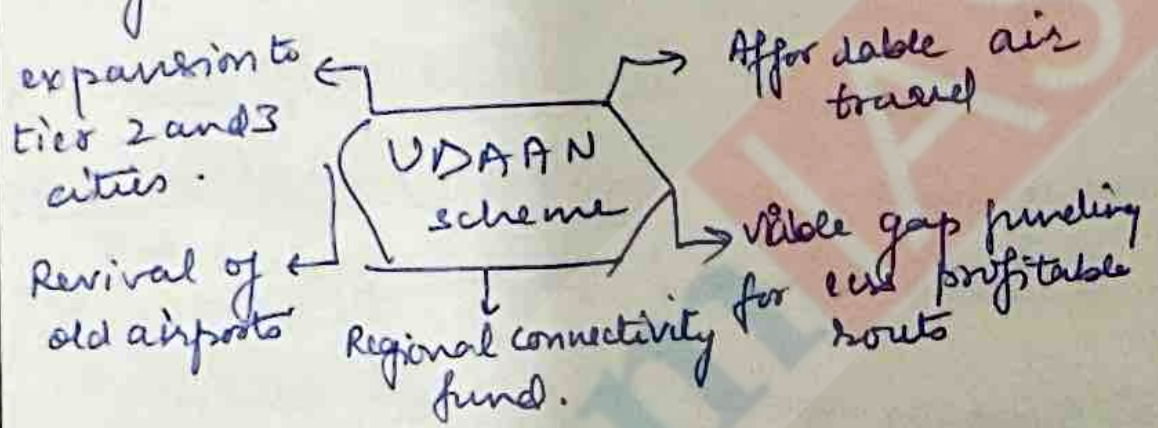 expansion to
tier 2 and 3
cities.
Affordable air
travel
UDAAN
scheme
Revival of
old airports
Regional connectivity
fund.
viable gap funding
for less profitable
routs